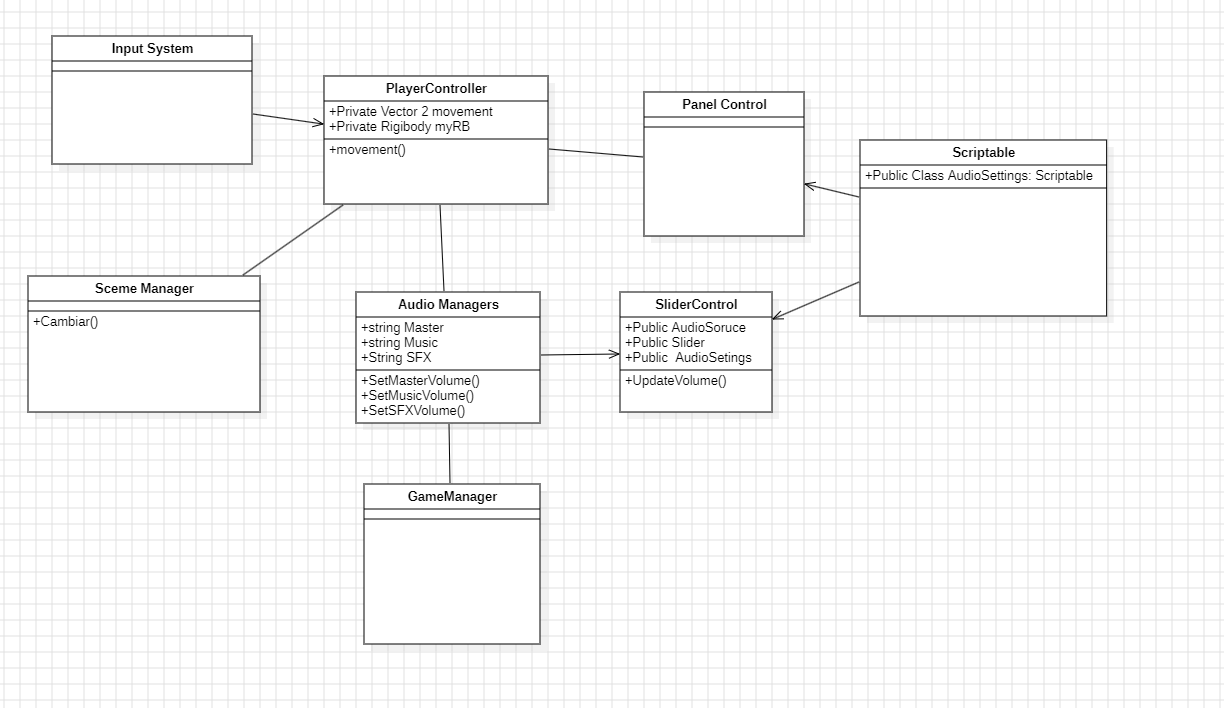 Input System
PlayerController
+Private Vector 2 movement
+Private Rigibody myRB
+movement()
Panel Control
Scriptable
+Public Class AudioSettings: Scriptable
Sceme Manager
+Cambiar()
Audio Managers
+string Master
+string Music
+String SFX
+SetMasterVolume()
+SetMusicVolume()
+SetSFXVolume()
SliderControl
+Public AudioSoruce
+Public Slider
+Public  AudioSetings
+UpdateVolume()
GameManager